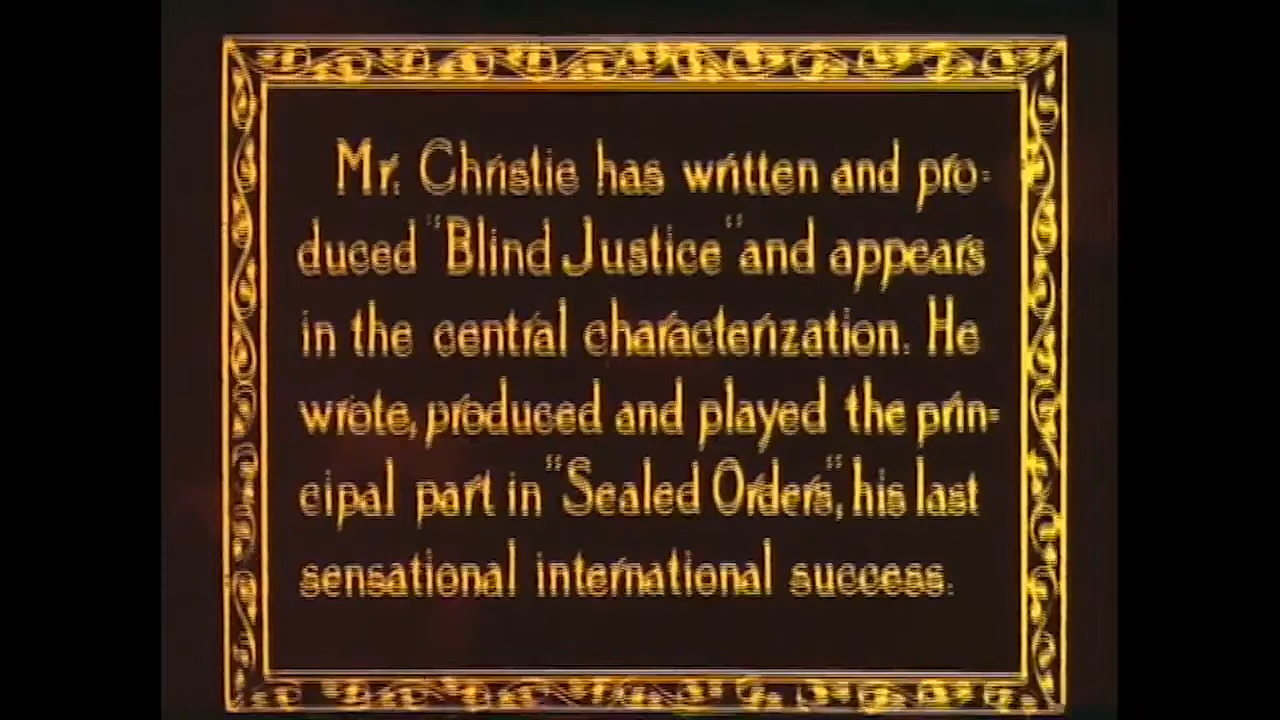 Mr. Christie has written and pro-
duced "Blind Justice" and appears
in the central characterization. He
wrote, produced and played the prin-
cipal part in "Sealed Orders", his last
sensational international success.